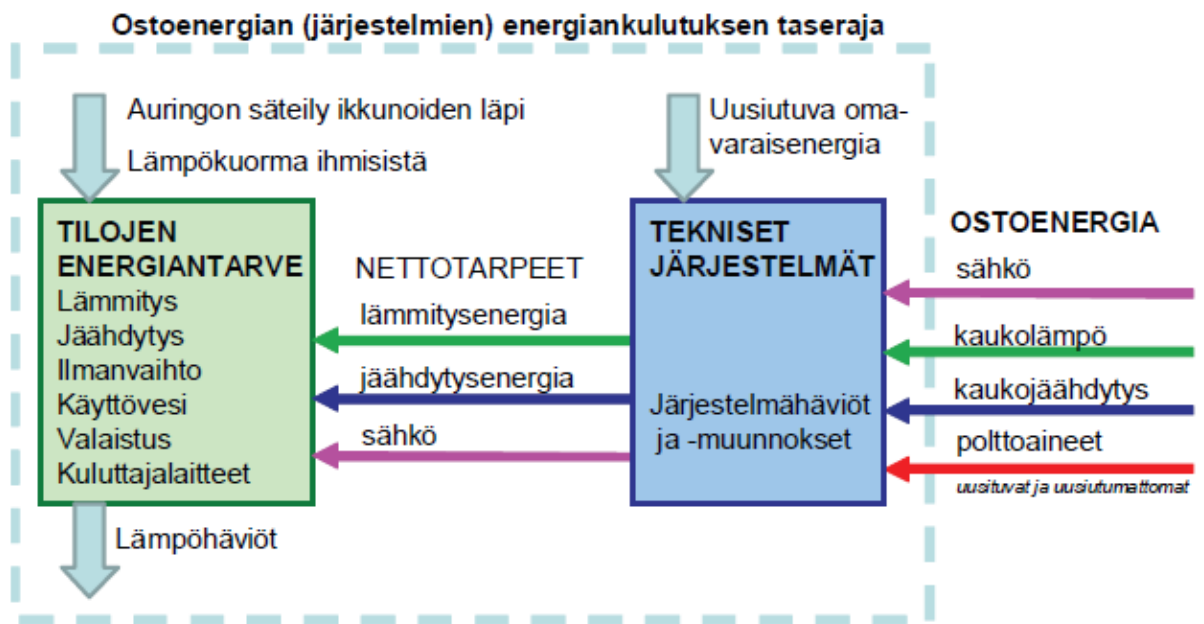 Ostoenergian (järjestelmien) energiankulutuksen taseraja
Auringon säteily ikkunoiden läpi
Lämpökuorma ihmisistä
Uusiutuva oma-
varaisenergia
TILOJEN
ENERGIANTARVE
Lämmitys
Jäähdytys
Ilmanvaihto
Käyttövesi
Valaistus
Kuluttajalaitteet
NETTOTARPEET
lämmitysenergia
jäähdytysenergia
sähkö
TEKNISET
JÄRJESTELMÄT
Järjestelmähäviöt
ja -muunnokset
OSTOENERGIA
sähkö
kaukolämpö
kaukojäähdytys
polttoaineet
uusituvat ja uusiutumattomat
Lämpöhäviöt